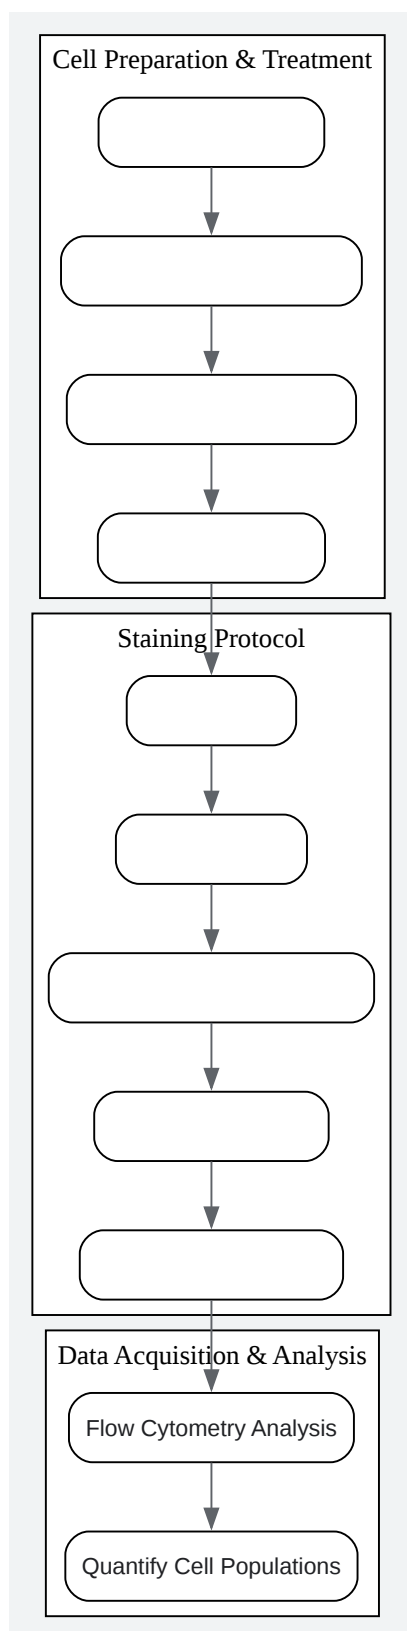 Cell Preparation & Treatment
Staining Protocol
Data Acquisition & Analysis
Flow Cytometry Analysis
Quantify Cell Populations